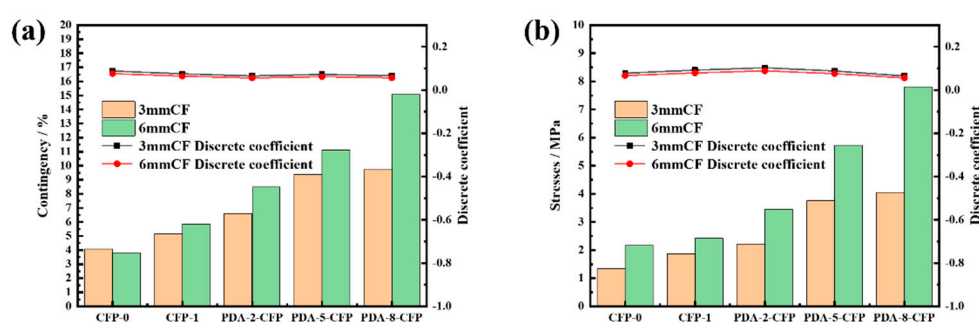 (a)
20
19
18
17
16
15
14
13
12
11
10
9
8
7
6
5
4
3
2
1
0
Contingency / %
3mmCF
6mmCF
3mmCF Discrete coefficient
6mmCF Discrete coefficient
0.2
0.0
-0.2
-0.4
-0.6
-0.8
-1.0
Discrete coefficient
CFP-0 CFP-1 PDA-2-CFP PDA-5-CFP PDA-8-CFP
(b)
10
9
8
7
6
5
4
3
2
1
0
Stresses / MPa
3mmCF
6mmCF
3mmCF Discrete coefficient
6mmCF Discrete coefficient
0.2
0.0
-0.2
-0.4
-0.6
-0.8
-1.0
Discrete coefficient
CFP-0 CFP-1 PDA-2-CFP PDA-5-CFP PDA-8-CFP